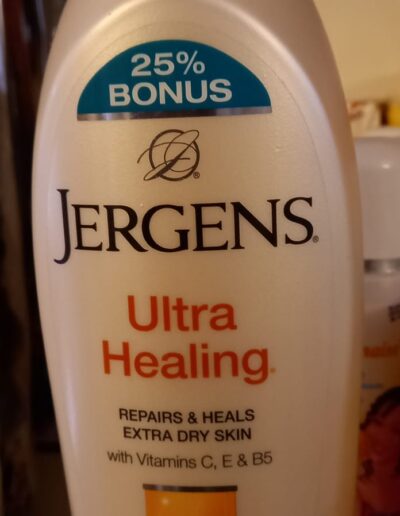 25%
BONUS
JERGENS®
Ultra
Healing®
REPAIRS & HEALS
EXTRA DRY SKIN
with Vitamins C, E & B5